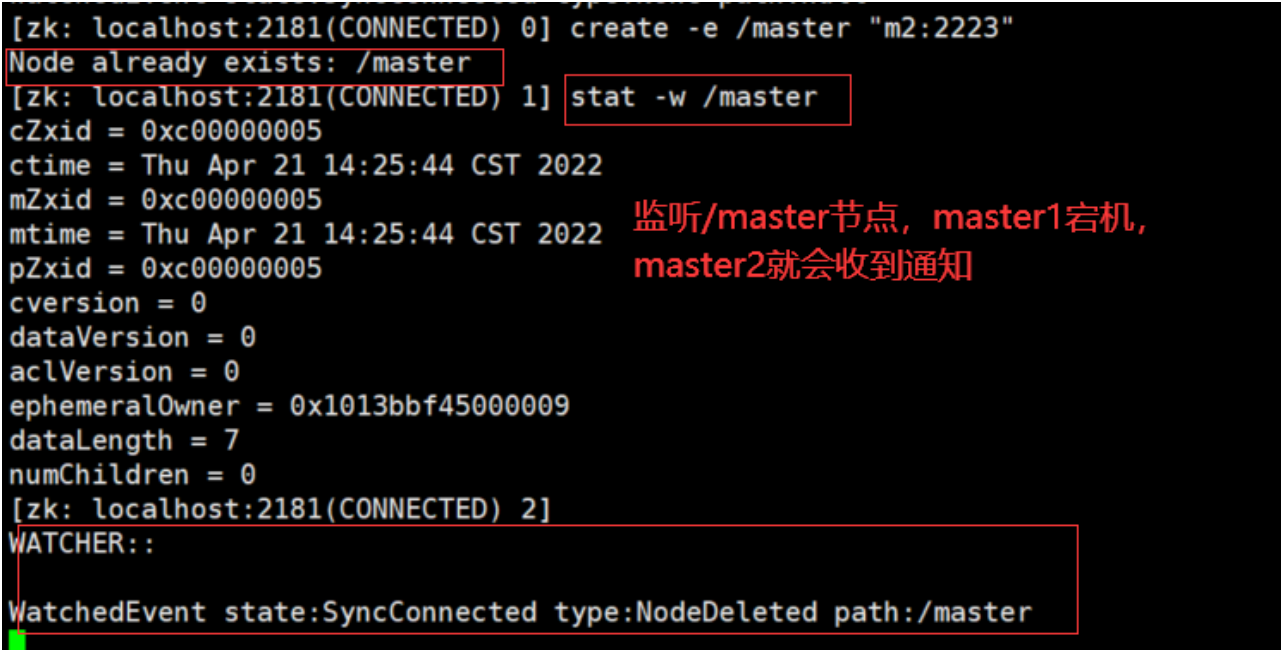 [zk: localhost:2181(CONNECTED) 0] create -e /master "m2:2223"
Node already exists: /master
[zk: localhost:2181(CONNECTED) 1] stat -w /master
cZxid = 0xc00000005
ctime = Thu Apr 21 14:25:44 CST 2022
mZxid = 0xc00000005
mtime = Thu Apr 21 14:25:44 CST 2022
pZxid = 0xc00000005
cversion = 0
dataVersion = 0
aclVersion = 0
ephemeralOwner = 0x1013bbf45000009
dataLength = 7
numChildren = 0
[zk: localhost:2181(CONNECTED) 2]
WATCHER::
WatchedEvent state:SyncConnected type:NodeDeleted path:/master
监听/master节点，master1宕机，
master2就会收到通知